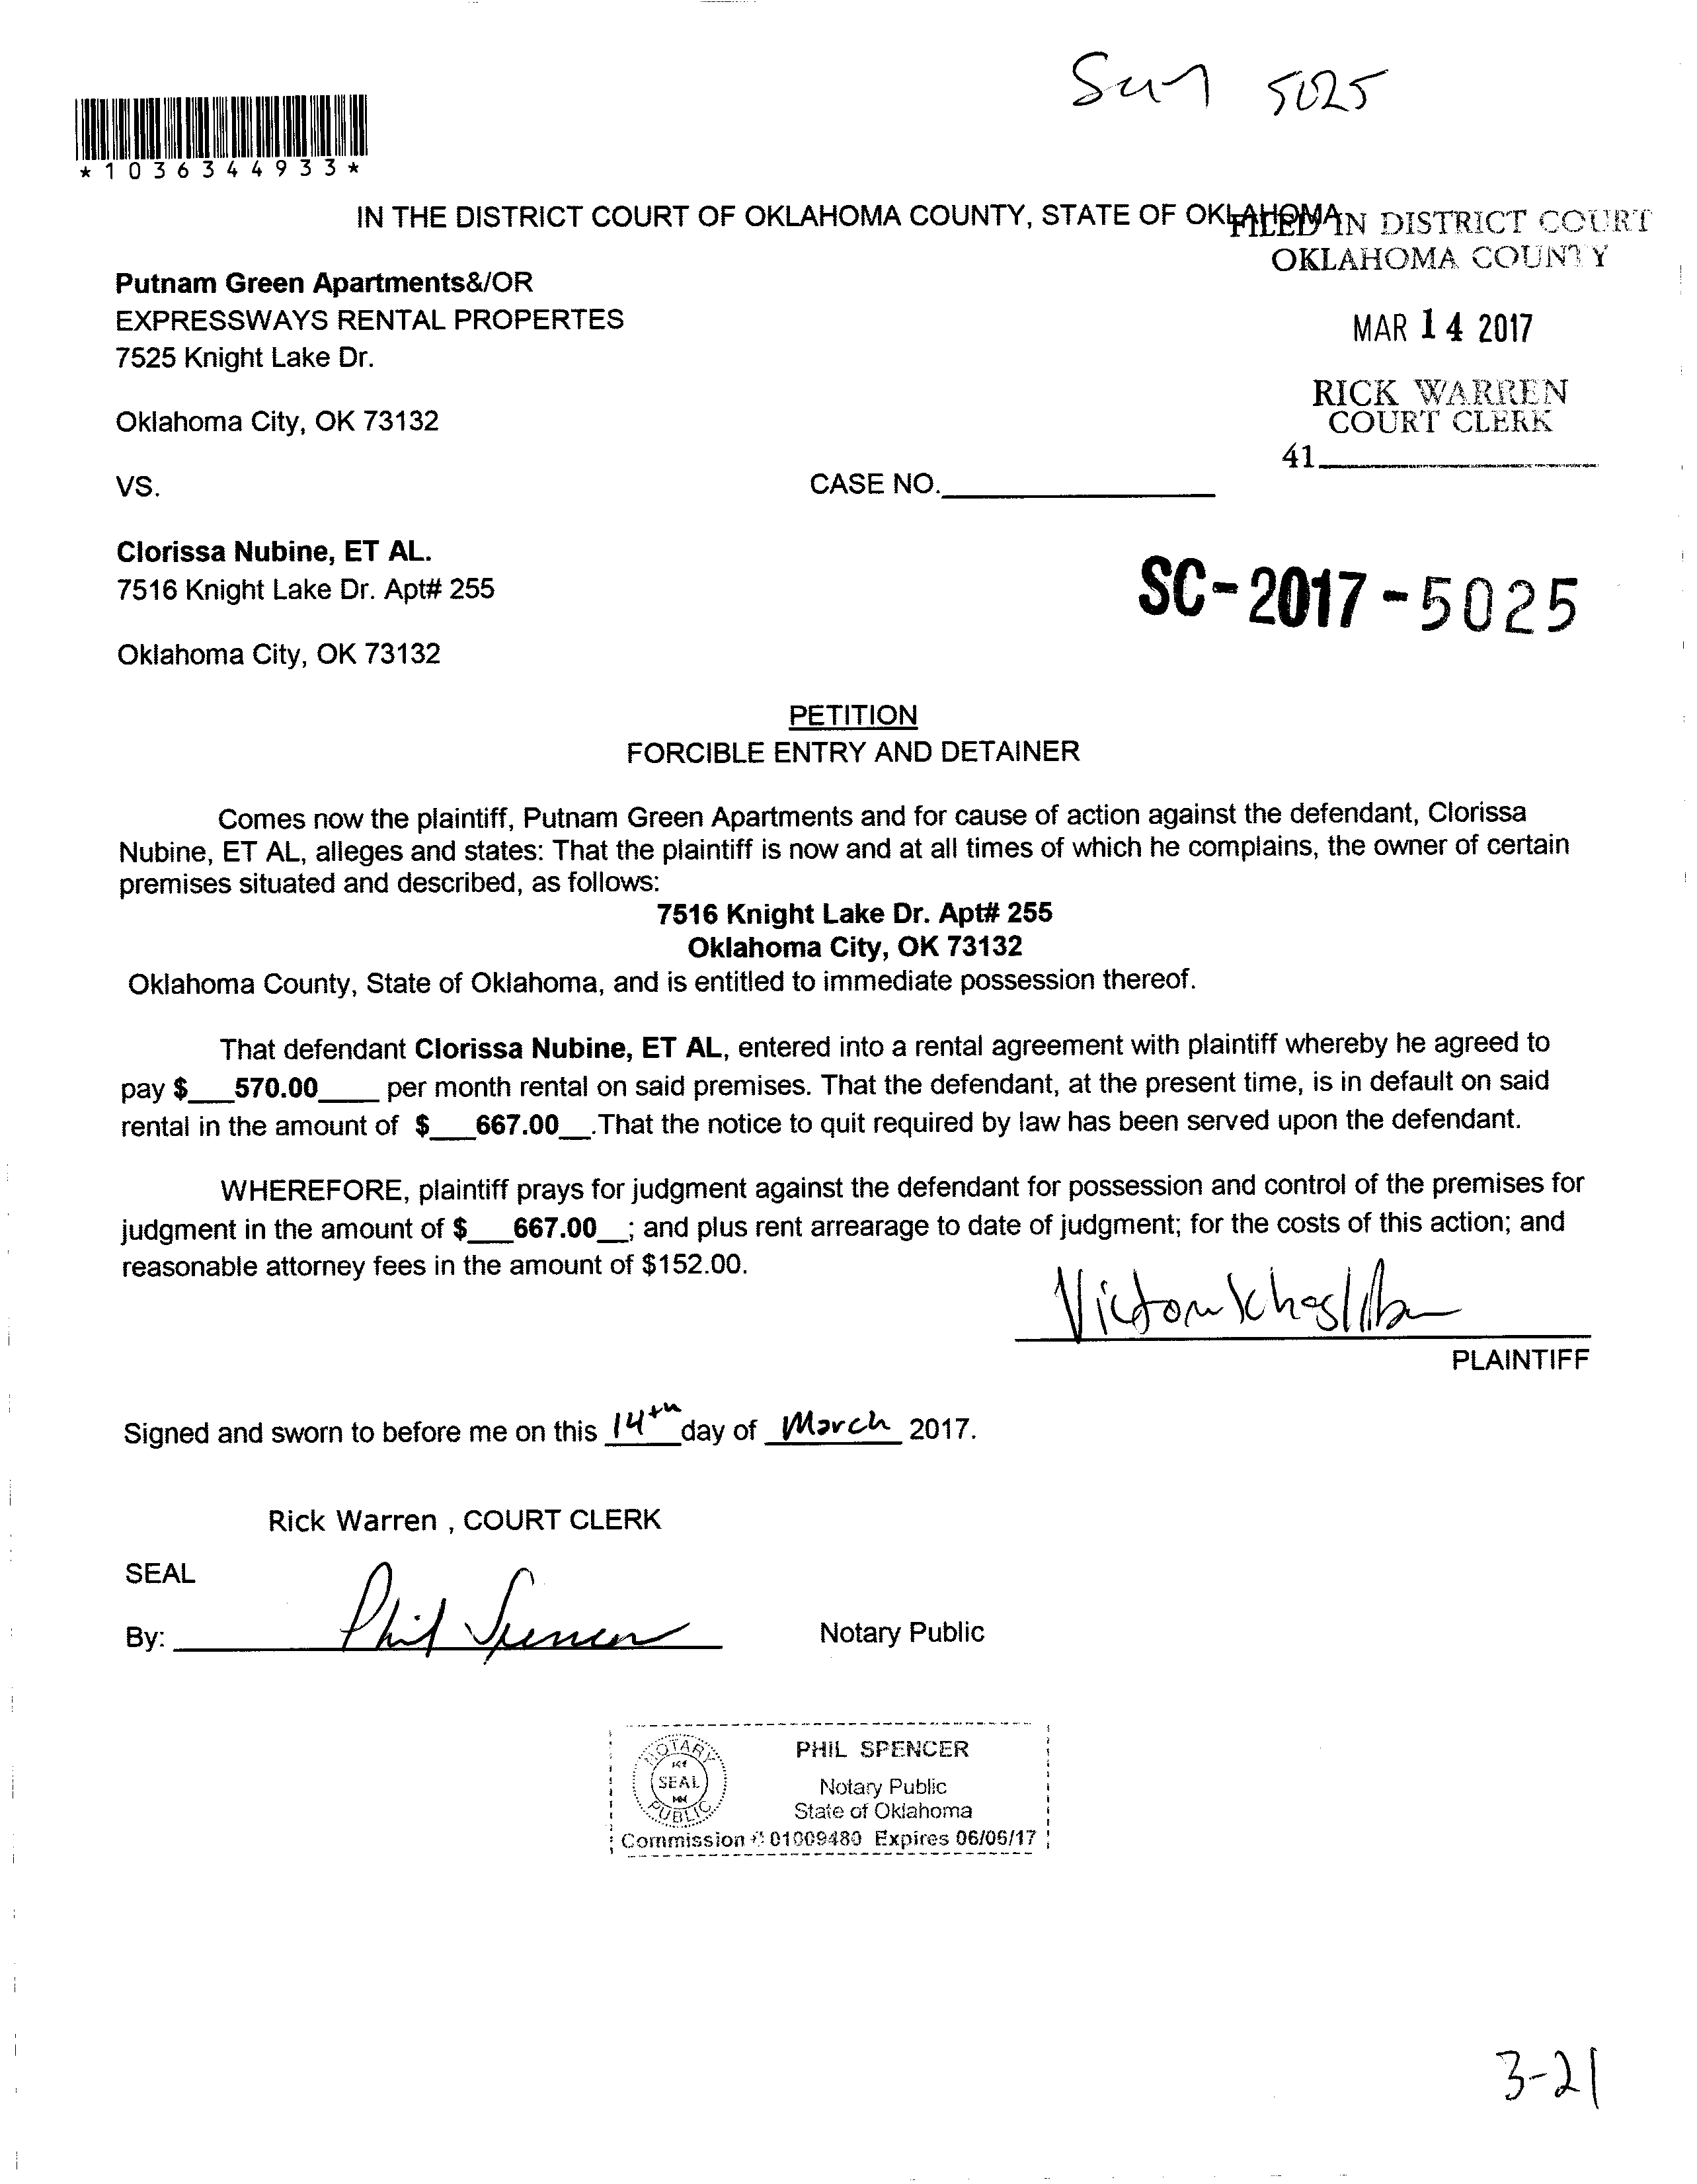 5025
*1036344933*
IN THE DISTRICT COURT OF OKLAHOMA COUNTY, STATE OF OKLAHOMA
FILED IN DISTRICT COURT
OKLAHOMA COUNTY
Putnam Green Apartments&/OR
EXPRESSWAYS RENTAL PROPERTES
7525 Knight Lake Dr.
MAR 14 2017
RICK WARREN
COURT CLERK
Oklahoma City, OK 73132
41
VS.
CASE NO.
Clorissa Nubine, ET AL.
7516 Knight Lake Dr. Apt# 255
SC-2017-5025
Oklahoma City, OK 73132
PETITION
FORCIBLE ENTRY AND DETAINER
Comes now the plaintiff, Putnam Green Apartments and for cause of action against the defendant, Clorissa
Nubine, ET AL, alleges and states: That the plaintiff is now and at all times of which he complains, the owner of certain
premises situated and described, as follows:
7516 Knight Lake Dr. Apt# 255
Oklahoma City, OK 73132
Oklahoma County, State of Oklahoma, and is entitled to immediate possession thereof.
That defendant Clorissa Nubine, ET AL, entered into a rental agreement with plaintiff whereby he agreed to
pay $___570.00____ per month rental on said premises. That the defendant, at the present time, is in default on said
rental in the amount of $___667.00__.That the notice to quit required by law has been served upon the defendant.
WHEREFORE, plaintiff prays for judgment against the defendant for possession and control of the premises for
judgment in the amount of $___667.00__; and plus rent arrearage to date of judgment; for the costs of this action; and
reasonable attorney fees in the amount of $152.00.
PLAINTIFF
Signed and sworn to before me on this 14th day of March 2017.
Rick Warren , COURT CLERK
SEAL
By: Phil Spencer Notary Public
NOTARY PUBLIC SEAL
PHIL SPENCER
Notary Public
State of Oklahoma
Commission # 01009480 Expires 06/06/17
3-21